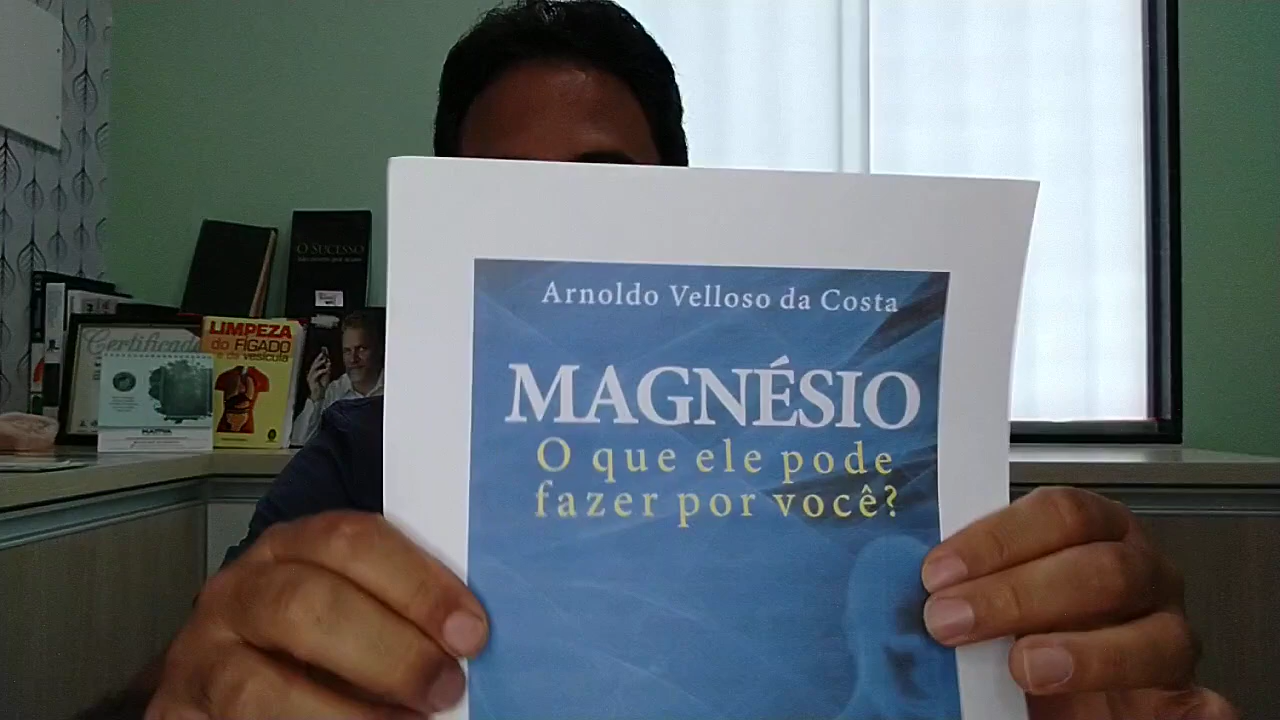 Arnoldo Velloso da Costa
MAGNÉSIO
O que ele pode
fazer por você?
O SUCESSO
Certificado
LIMPEZA
do FÍGADO
e da vesícula